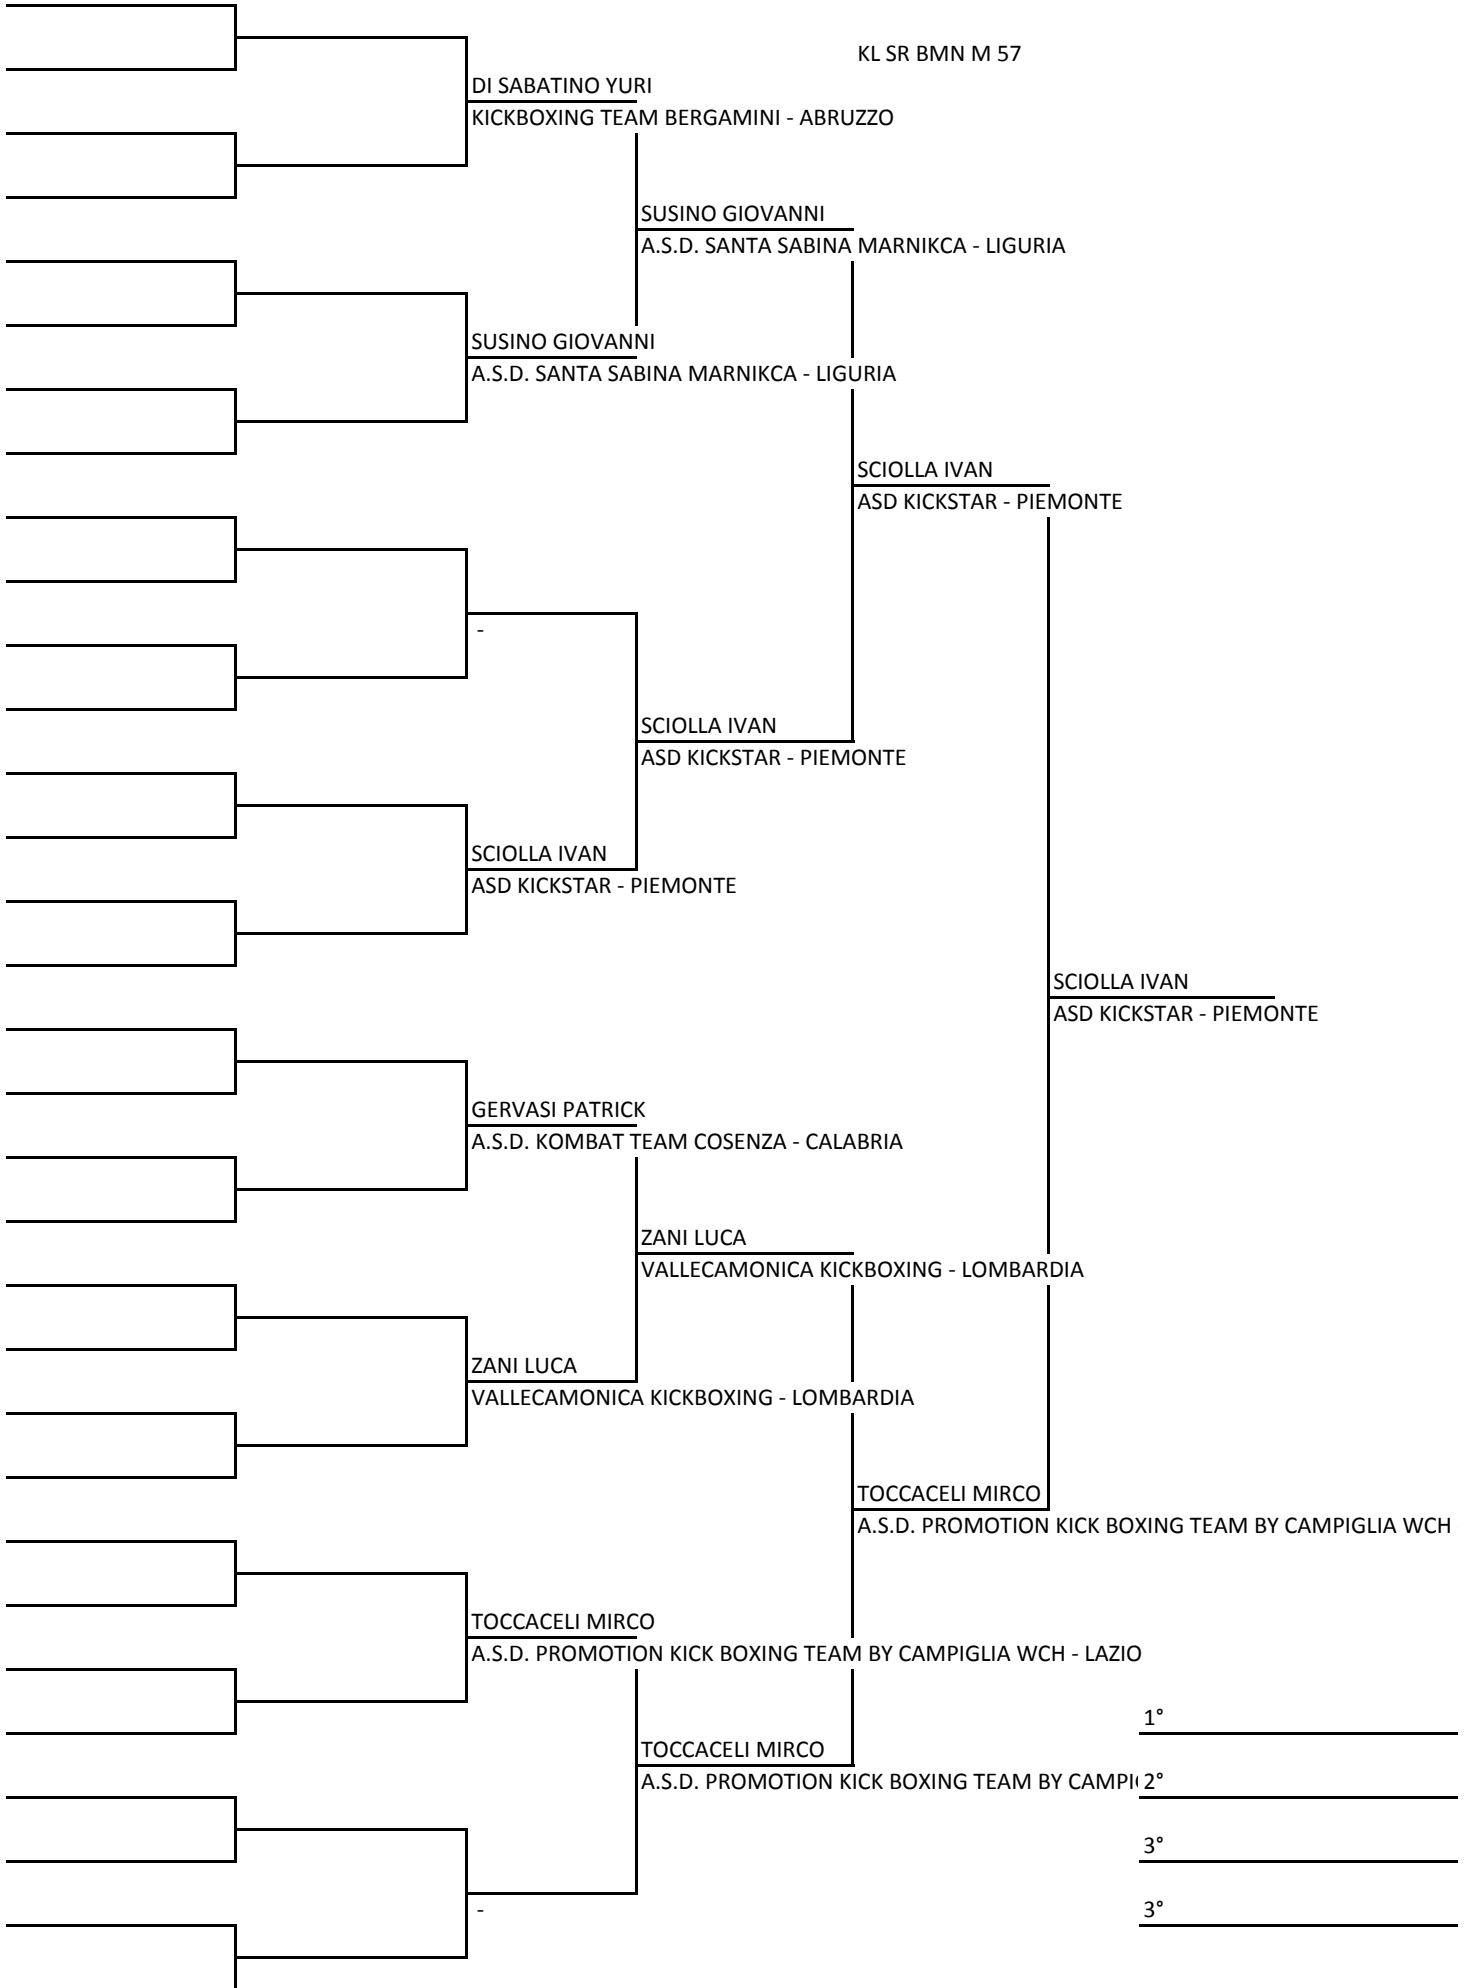 KL SR BMN M 57
DI SABATINO YURI
KICKBOXING TEAM BERGAMINI - ABRUZZO
SUSINO GIOVANNI
A.S.D. SANTA SABINA MARNIKCA - LIGURIA
SUSINO GIOVANNI
A.S.D. SANTA SABINA MARNIKCA - LIGURIA
SCIOLLA IVAN
ASD KICKSTAR - PIEMONTE
-
SCIOLLA IVAN
ASD KICKSTAR - PIEMONTE
SCIOLLA IVAN
ASD KICKSTAR - PIEMONTE
SCIOLLA IVAN
ASD KICKSTAR - PIEMONTE
GERVASI PATRICK
A.S.D. KOMBAT TEAM COSENZA - CALABRIA
ZANI LUCA
VALLECAMONICA KICKBOXING - LOMBARDIA
ZANI LUCA
VALLECAMONICA KICKBOXING - LOMBARDIA
TOCCACELI MIRCO
A.S.D. PROMOTION KICK BOXING TEAM BY CAMPIGLIA WCH
TOCCACELI MIRCO
A.S.D. PROMOTION KICK BOXING TEAM BY CAMPIGLIA WCH - LAZIO
1°
TOCCACELI MIRCO
A.S.D. PROMOTION KICK BOXING TEAM BY CAMPI
2°
3°
-
3°